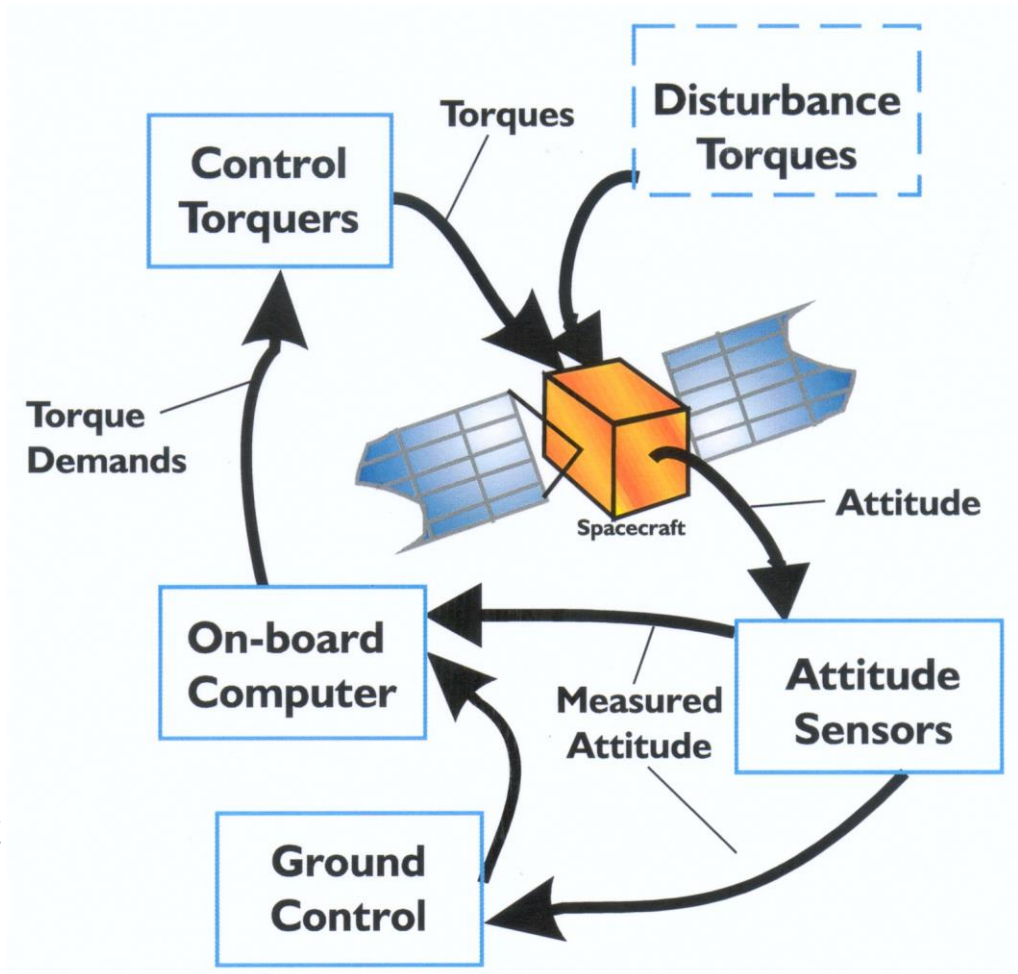 Torques
Disturbance
Torques
Control
Torquers
Torque
Demands
Spacecraft
Attitude
On-board
Computer
Measured
Attitude
Attitude
Sensors
Ground
Control